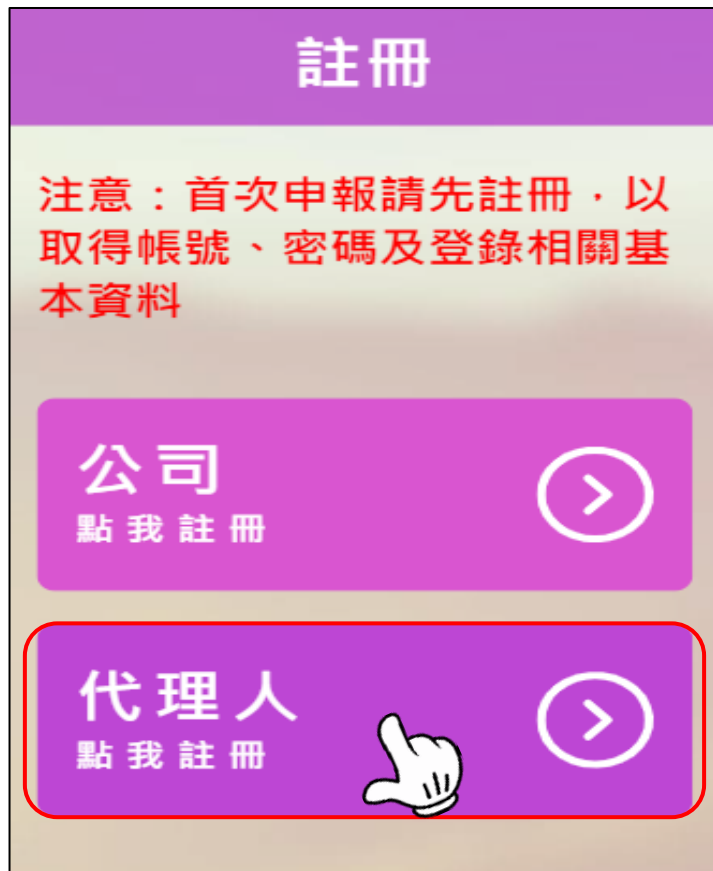 註冊
注意：首次申報請先註冊，以
取得帳號、密碼及登錄相關基
本資料
公司
點我註冊
代理人
點我註冊